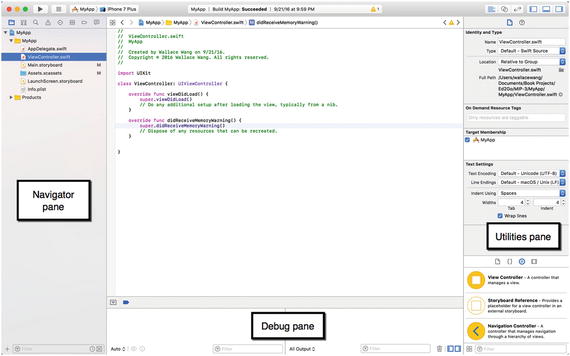 MyApp
iPhone 7 Plus
MyApp | Build MyApp: Succeeded | 9/21/16 at 9:59 PM
1
MyApp
MyApp
AppDelegate.swift
ViewController.swift
Main.storyboard
Assets.xcassets
LaunchScreen.storyboard
Info.plist
Products
Navigator
pane
Filter
MyApp
MyApp
ViewController.swift
didReceiveMemoryWarning()
//
//  ViewController.swift
//  MyApp
//
//  Created by Wallace Wang on 9/21/16.
//  Copyright © 2016 Wallace Wang. All rights reserved.
//
import UIKit
class ViewController: UIViewController {
override func viewDidLoad() {
super.viewDidLoad()
// Do any additional setup after loading the view, typically from a nib.
}
override func didReceiveMemoryWarning() {
super.didReceiveMemoryWarning()
// Dispose of any resources that can be recreated.
}
}
Debug pane
Auto
Filter
All Output
Filter
Identity and Type
Name ViewController.swift
Type Default - Swift Source
Location Relative to Group
ViewController.swift
Full Path /Users/wallacewang/
Documents/Book Projects/
MyApp/
MyApp/ViewController.swift
On Demand Resource Tags
Only resources are taggable
Target Membership
MyApp
Text Settings
Text Encoding Default - Unicode (UTF-8)
Line Endings Default - macOS / Unix (LF)
Indent Using Spaces
Widths 4 4
Tab Indent
Wrap lines
Utilities pane
View Controller - A controller
that manages a view.
Storyboard Reference - Provides a
placeholder for a view controller in
an external storyboard.
Navigation Controller - A
controller that manages
navigation through a hierarchy of views.
Filter